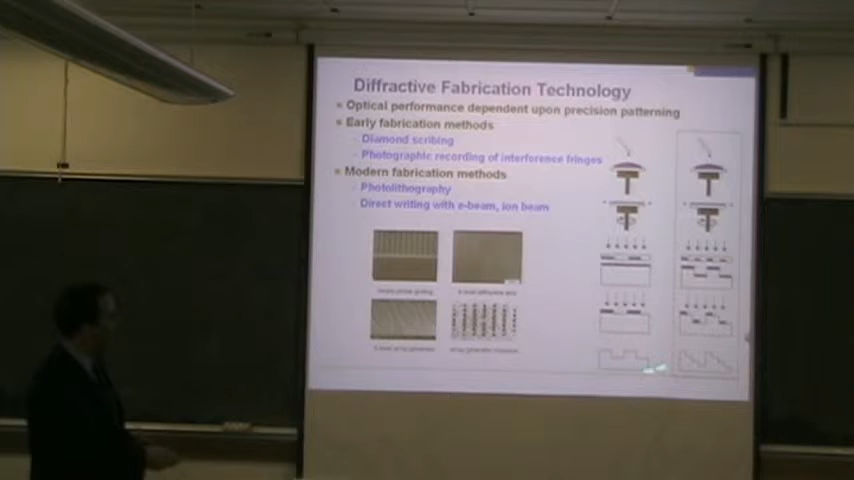 Diffractive Fabrication Technology
Optical performance dependent upon precision patterning
Early fabrication methods
- Diamond scribing
- Photographic recording of interference fringes
Modern fabrication methods
- Photolithography
- Direct writing with e-beam, ion beam